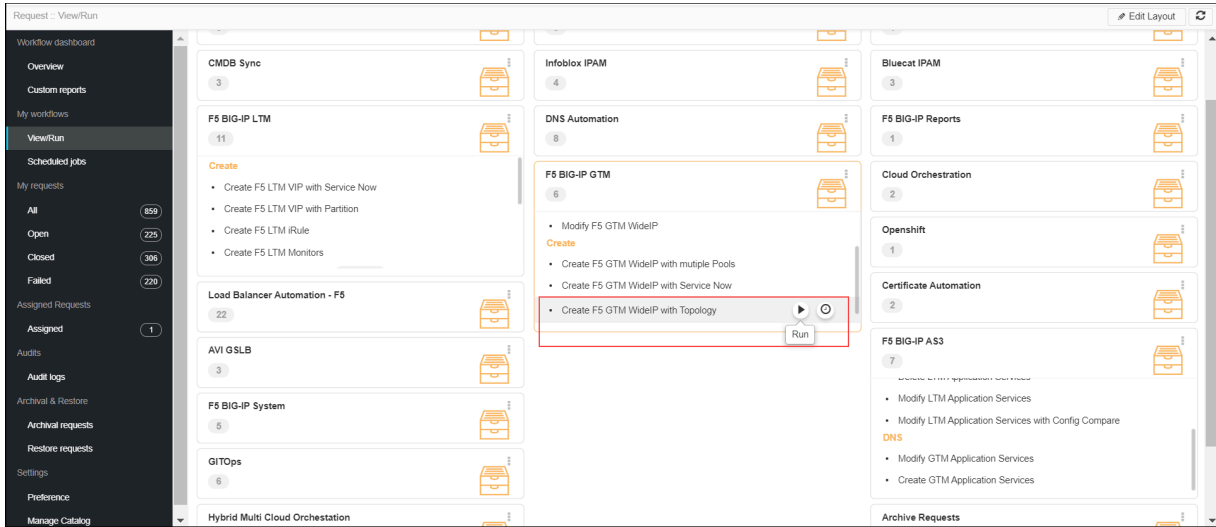 Request :: View/Run
Edit Layout
Workflow dashboard
Overview
Custom reports
My workflows
View/Run
Scheduled jobs
My requests
All 859
Open 225
Closed 306
Failed 220
Assigned Requests
Assigned 1
Audits
Audit logs
Archival & Restore
Archival requests
Restore requests
Settings
Preference
Manage Catalog
CMDB Sync
3
F5 BIG-IP LTM
11
Create
• Create F5 LTM VIP with Service Now
• Create F5 LTM VIP with Partition
• Create F5 LTM iRule
• Create F5 LTM Monitors
Load Balancer Automation - F5
22
AVI GSLB
3
F5 BIG-IP System
5
GITOps
6
Hybrid Multi Cloud Orchestation
Infoblox IPAM
4
DNS Automation
8
F5 BIG-IP GTM
6
• Modify F5 GTM WideIP
Create
• Create F5 GTM WideIP with mutiple Pools
• Create F5 GTM WideIP with Service Now
• Create F5 GTM WideIP with Topology
Run
Bluecat IPAM
3
F5 BIG-IP Reports
1
Cloud Orchestration
2
Openshift
1
Certificate Automation
2
F5 BIG-IP AS3
7
Delete LTM Application Services
• Modify LTM Application Services
• Modify LTM Application Services with Config Compare
DNS
• Modify GTM Application Services
• Create GTM Application Services
Archive Requests